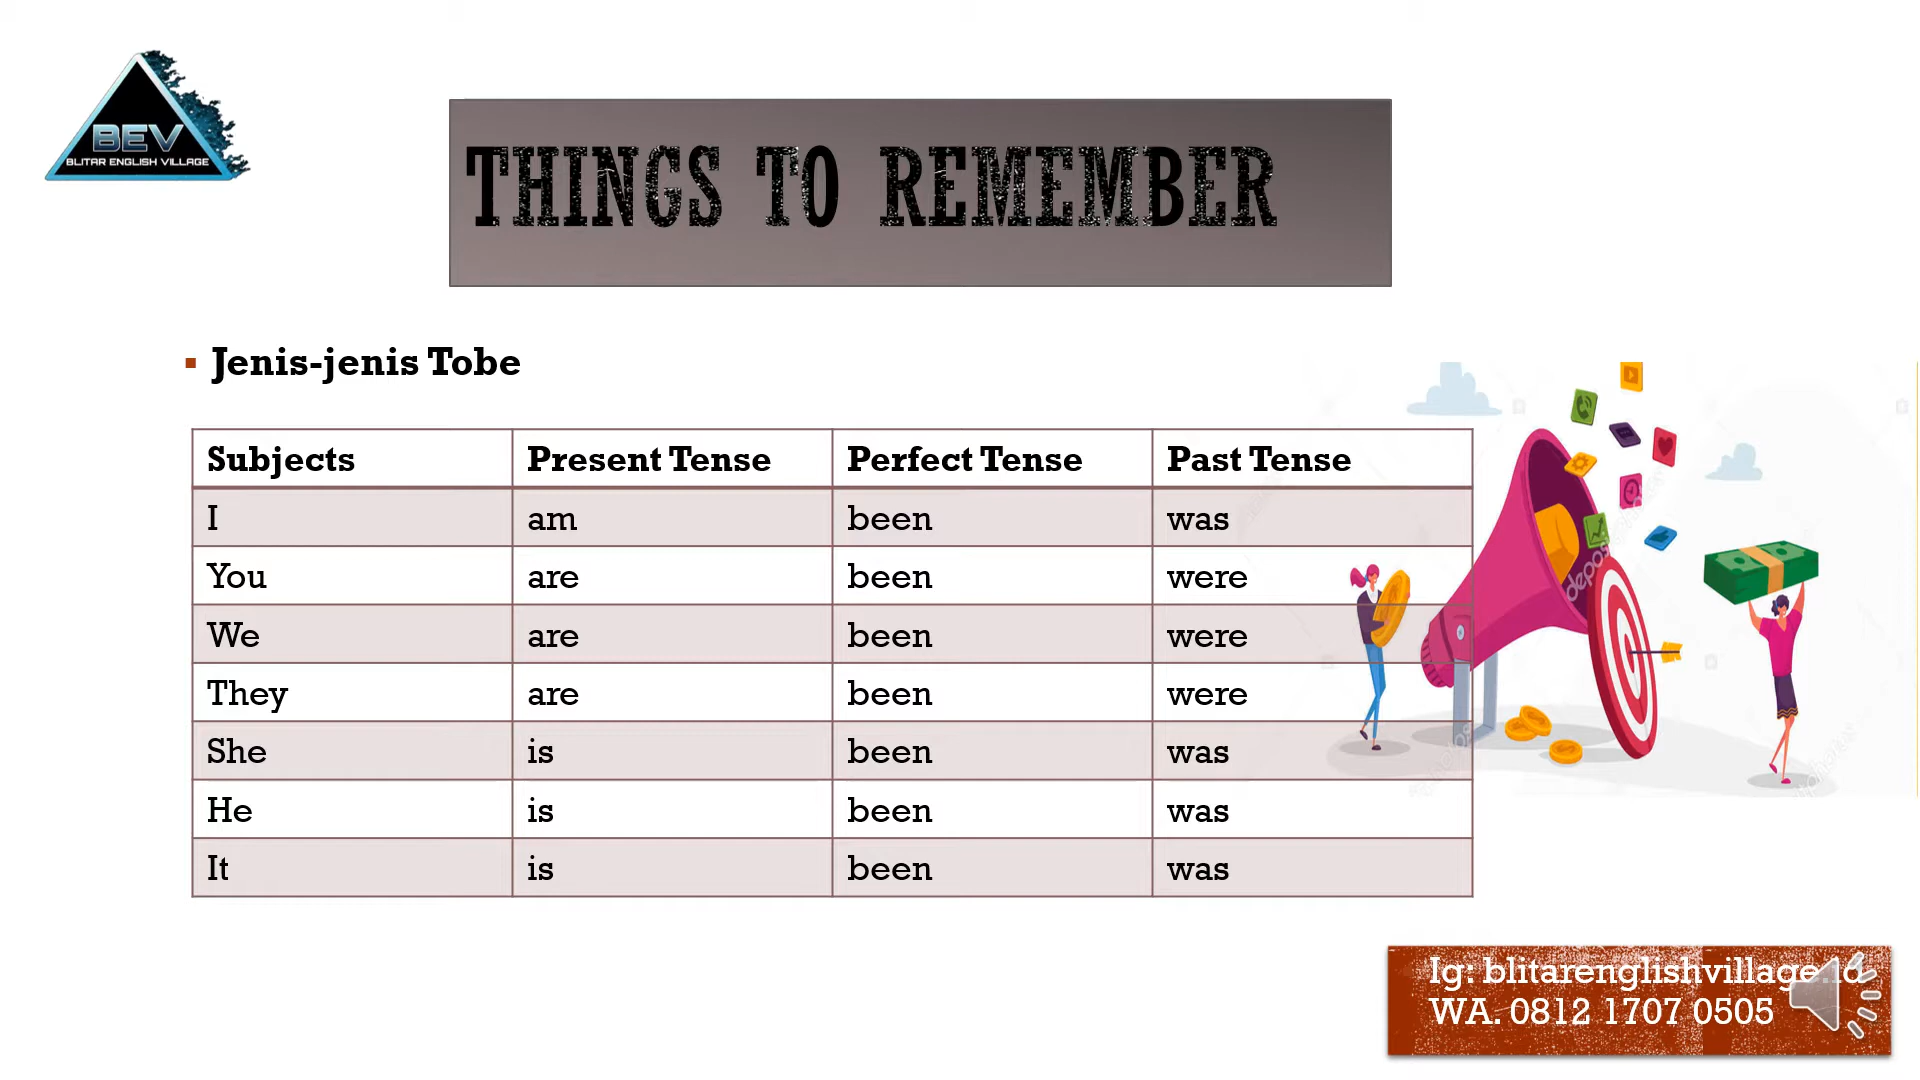 BEV
BLITAR ENGLISH VILLAGE
THINGS TO REMEMBER
Jenis-jenis Tobe
Subjects Present Tense Perfect Tense Past Tense
I am been was
You are been were
We are been were
They are been were
She is been was
He is been was
It is been was
Ig: blitarenglishvillage.id
WA. 0812 1707 0505